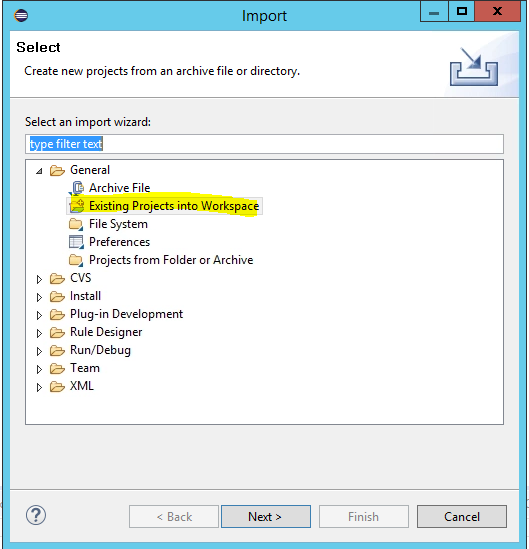 Import
Select
Create new projects from an archive file or directory.
Select an import wizard:
type filter text
General
Archive File
Existing Projects into Workspace
File System
Preferences
Projects from Folder or Archive
CVS
Install
Plug-in Development
Rule Designer
Run/Debug
Team
XML
?
< Back
Next >
Finish
Cancel